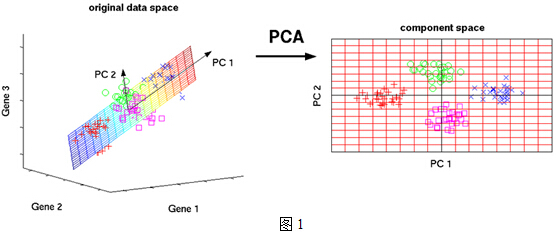 original data space
PCA
component space
PC 1
PC 2
Gene 3
Gene 2
Gene 1
PC 2
PC 1
图 1